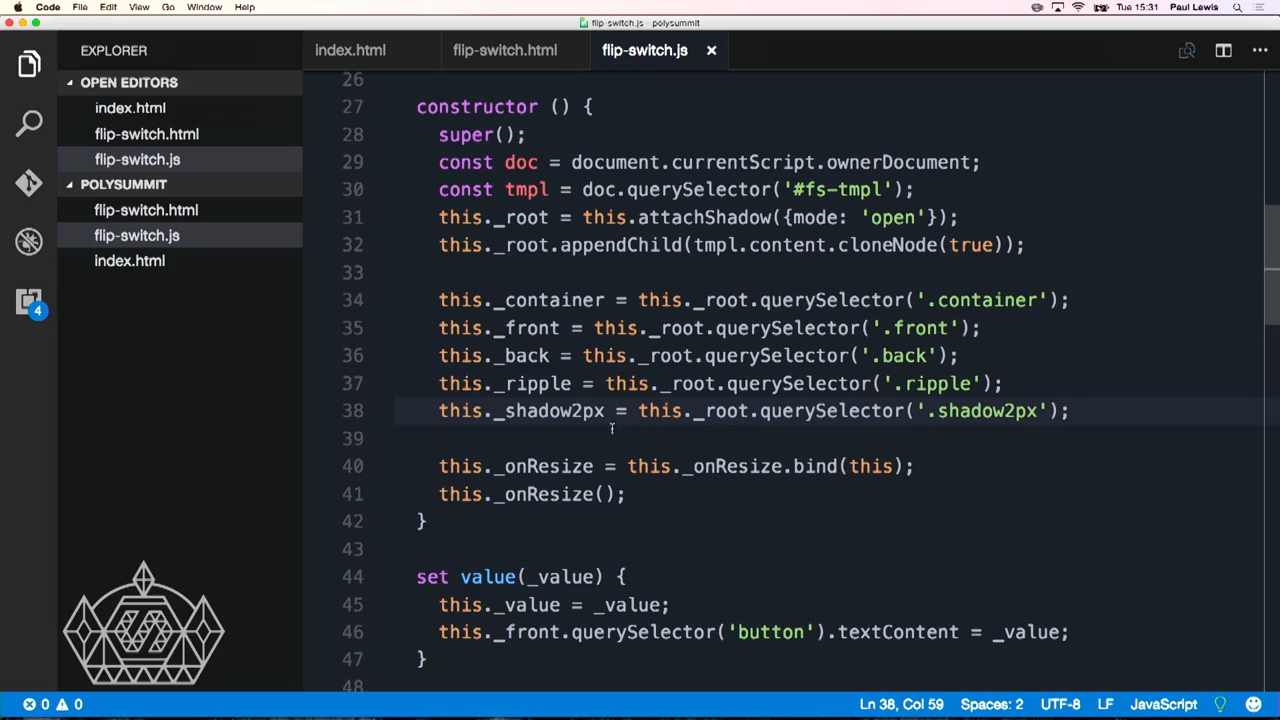 Code File Edit View Go Window Help Tue 15:31 Paul Lewis
flip-switch.js — polysummit
EXPLORER
index.html flip-switch.html flip-switch.js
OPEN EDITORS
index.html
flip-switch.html
flip-switch.js
POLYSUMMIT
flip-switch.html
flip-switch.js
index.html
4
26
27 constructor () {
28 super();
29 const doc = document.currentScript.ownerDocument;
30 const tmpl = doc.querySelector('#fs-tmpl');
31 this._root = this.attachShadow({mode: 'open'});
32 this._root.appendChild(tmpl.content.cloneNode(true));
33
34 this._container = this._root.querySelector('.container');
35 this._front = this._root.querySelector('.front');
36 this._back = this._root.querySelector('.back');
37 this._ripple = this._root.querySelector('.ripple');
38 this._shadow2px = this._root.querySelector('.shadow2px');
39
40 this._onResize = this._onResize.bind(this);
41 this._onResize();
42 }
43
44 set value(_value) {
45 this._value = _value;
46 this._front.querySelector('button').textContent = _value;
47 }
48
0 0 Ln 38, Col 59 Spaces: 2 UTF-8 LF JavaScript